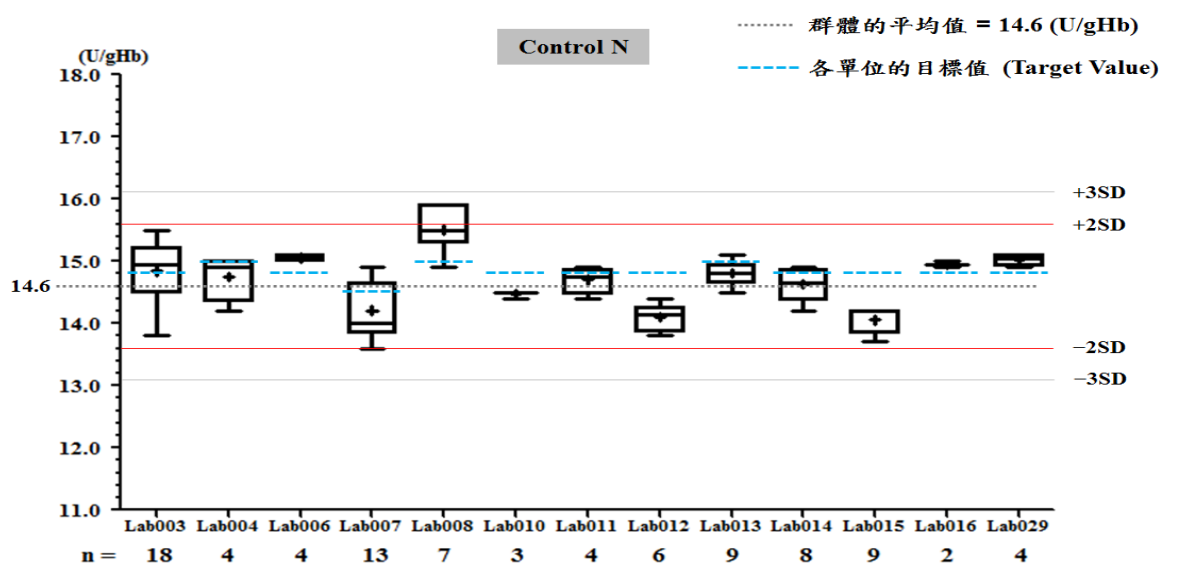 群體的平均值 = 14.6 (U/gHb)
Control N
(U/gHb)
各單位的目標值 (Target Value)
18.0
17.0
+3SD
16.0
+2SD
15.0
14.6
14.0
−2SD
−3SD
13.0
12.0
11.0
Lab003 Lab004 Lab006 Lab007 Lab008 Lab010 Lab011 Lab012 Lab013 Lab014 Lab015 Lab016 Lab029
n = 18 4 4 13 7 3 4 6 9 8 9 2 4